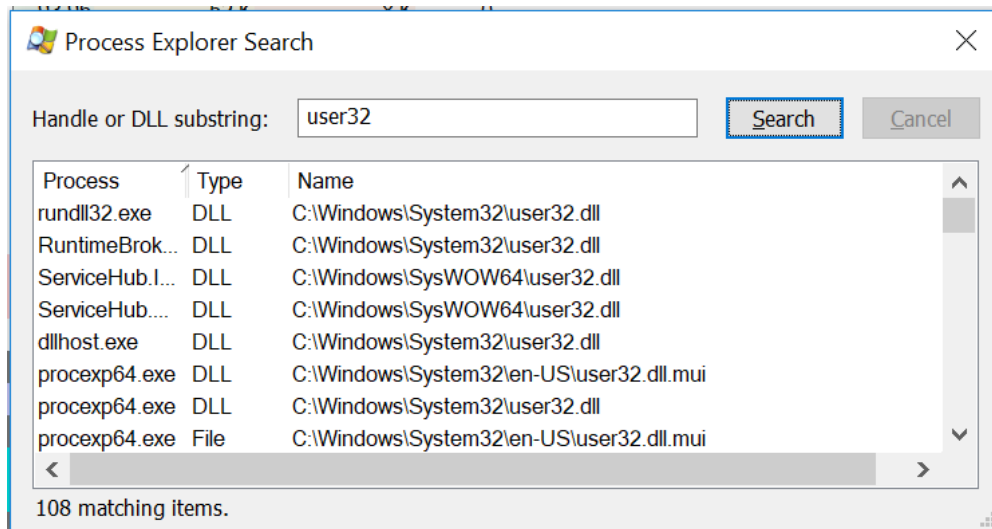 Process Explorer Search
Handle or DLL substring: user32 Search Cancel
Process Type Name
rundll32.exe DLL C:\Windows\System32\user32.dll
RuntimeBrok... DLL C:\Windows\System32\user32.dll
ServiceHub.I... DLL C:\Windows\SysWOW64\user32.dll
ServiceHub.... DLL C:\Windows\SysWOW64\user32.dll
dllhost.exe DLL C:\Windows\System32\user32.dll
procexp64.exe DLL C:\Windows\System32\en-US\user32.dll.mui
procexp64.exe DLL C:\Windows\System32\user32.dll
procexp64.exe File C:\Windows\System32\en-US\user32.dll.mui
108 matching items.